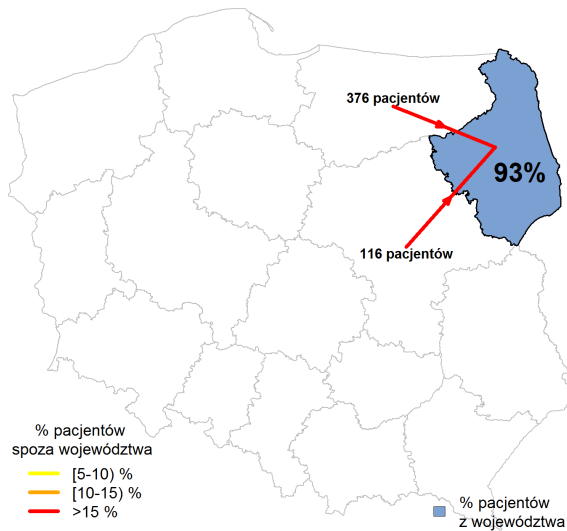 376 pacjentów
93%
116 pacjentów
% pacjentów
spoza województwa
[5-10) %
[10-15) %
>15 %
% pacjentów
z województwa